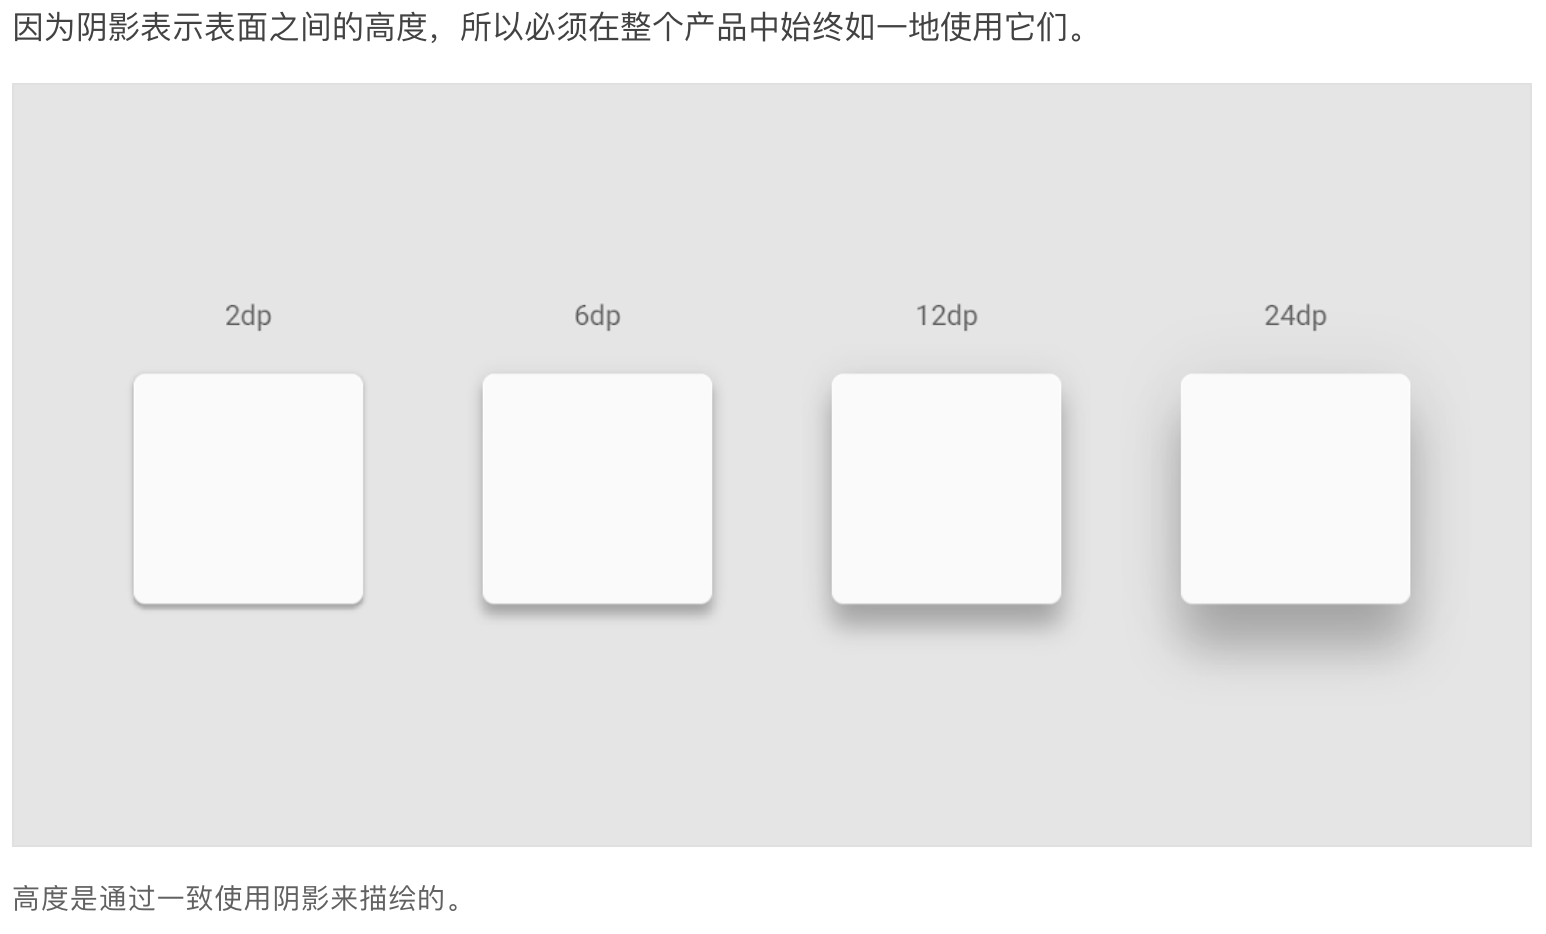 因为阴影表示表面之间的高度，所以必须在整个产品中始终如一地使用它们。
2dp 6dp 12dp 24dp
高度是通过一致使用阴影来描绘的。